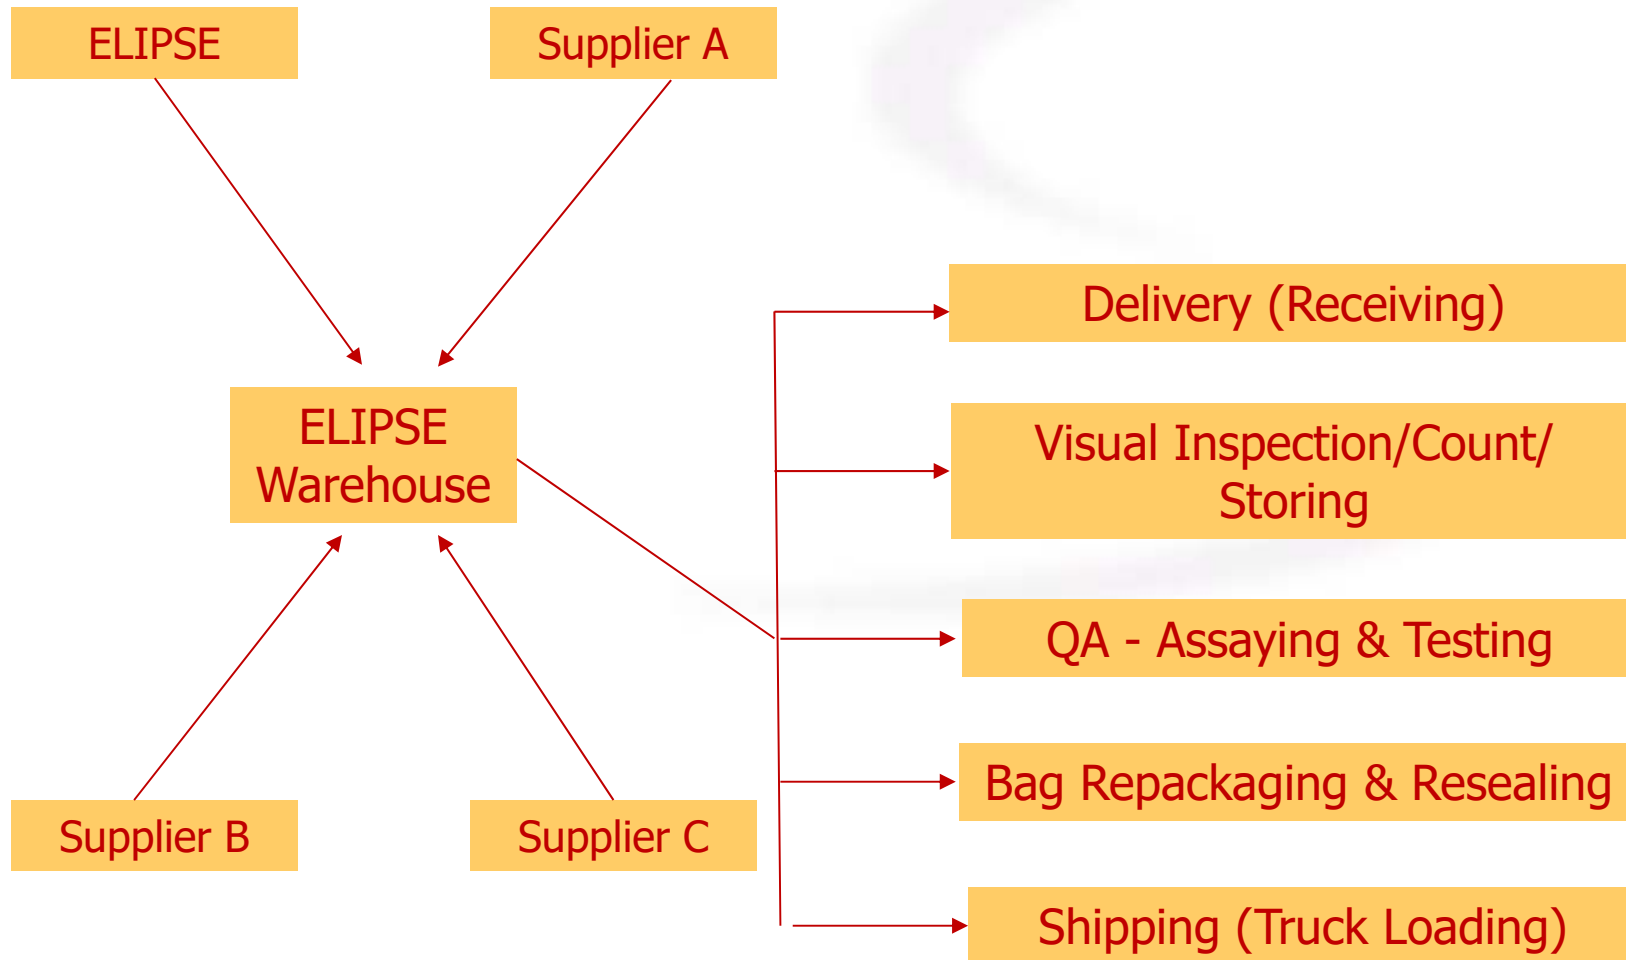 ELIPSE
Supplier A
Delivery (Receiving)
ELIPSE
Warehouse
Visual Inspection/Count/
Storing
QA - Assaying & Testing
Bag Repackaging & Resealing
Supplier B
Supplier C
Shipping (Truck Loading)